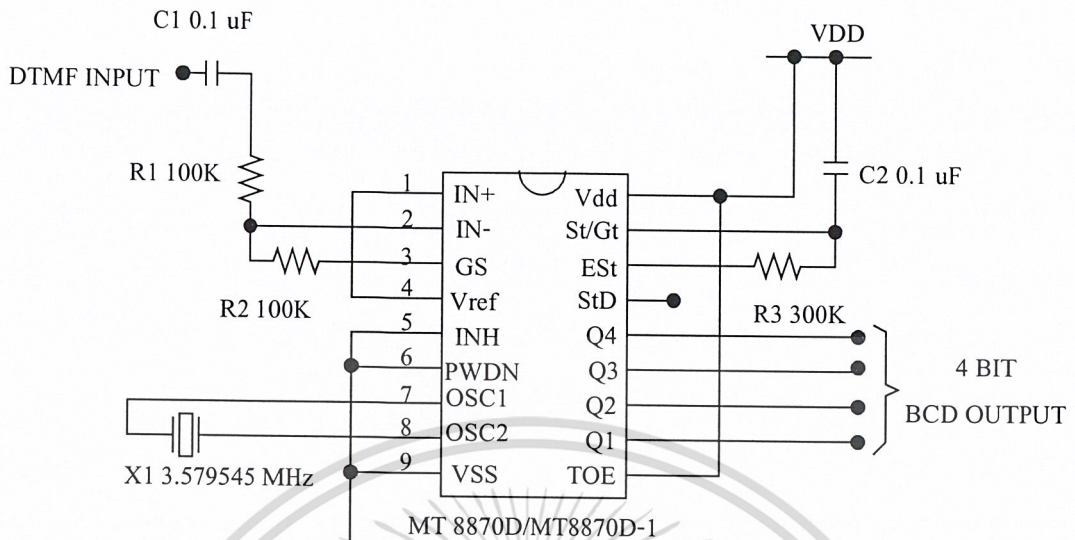 C1 0.1 uF
VDD
DTMF INPUT
R1 100K
C2 0.1 uF
1
IN+
Vdd
2
IN-
St/Gt
3
GS
ESt
R2 100K
4
Vref
StD
R3 300K
5
INH
Q4
6
PWDN
Q3
4 BIT
7
OSC1
Q2
BCD OUTPUT
8
OSC2
Q1
X1 3.579545 MHz
9
VSS
TOE
MT 8870D/MT8870D-1